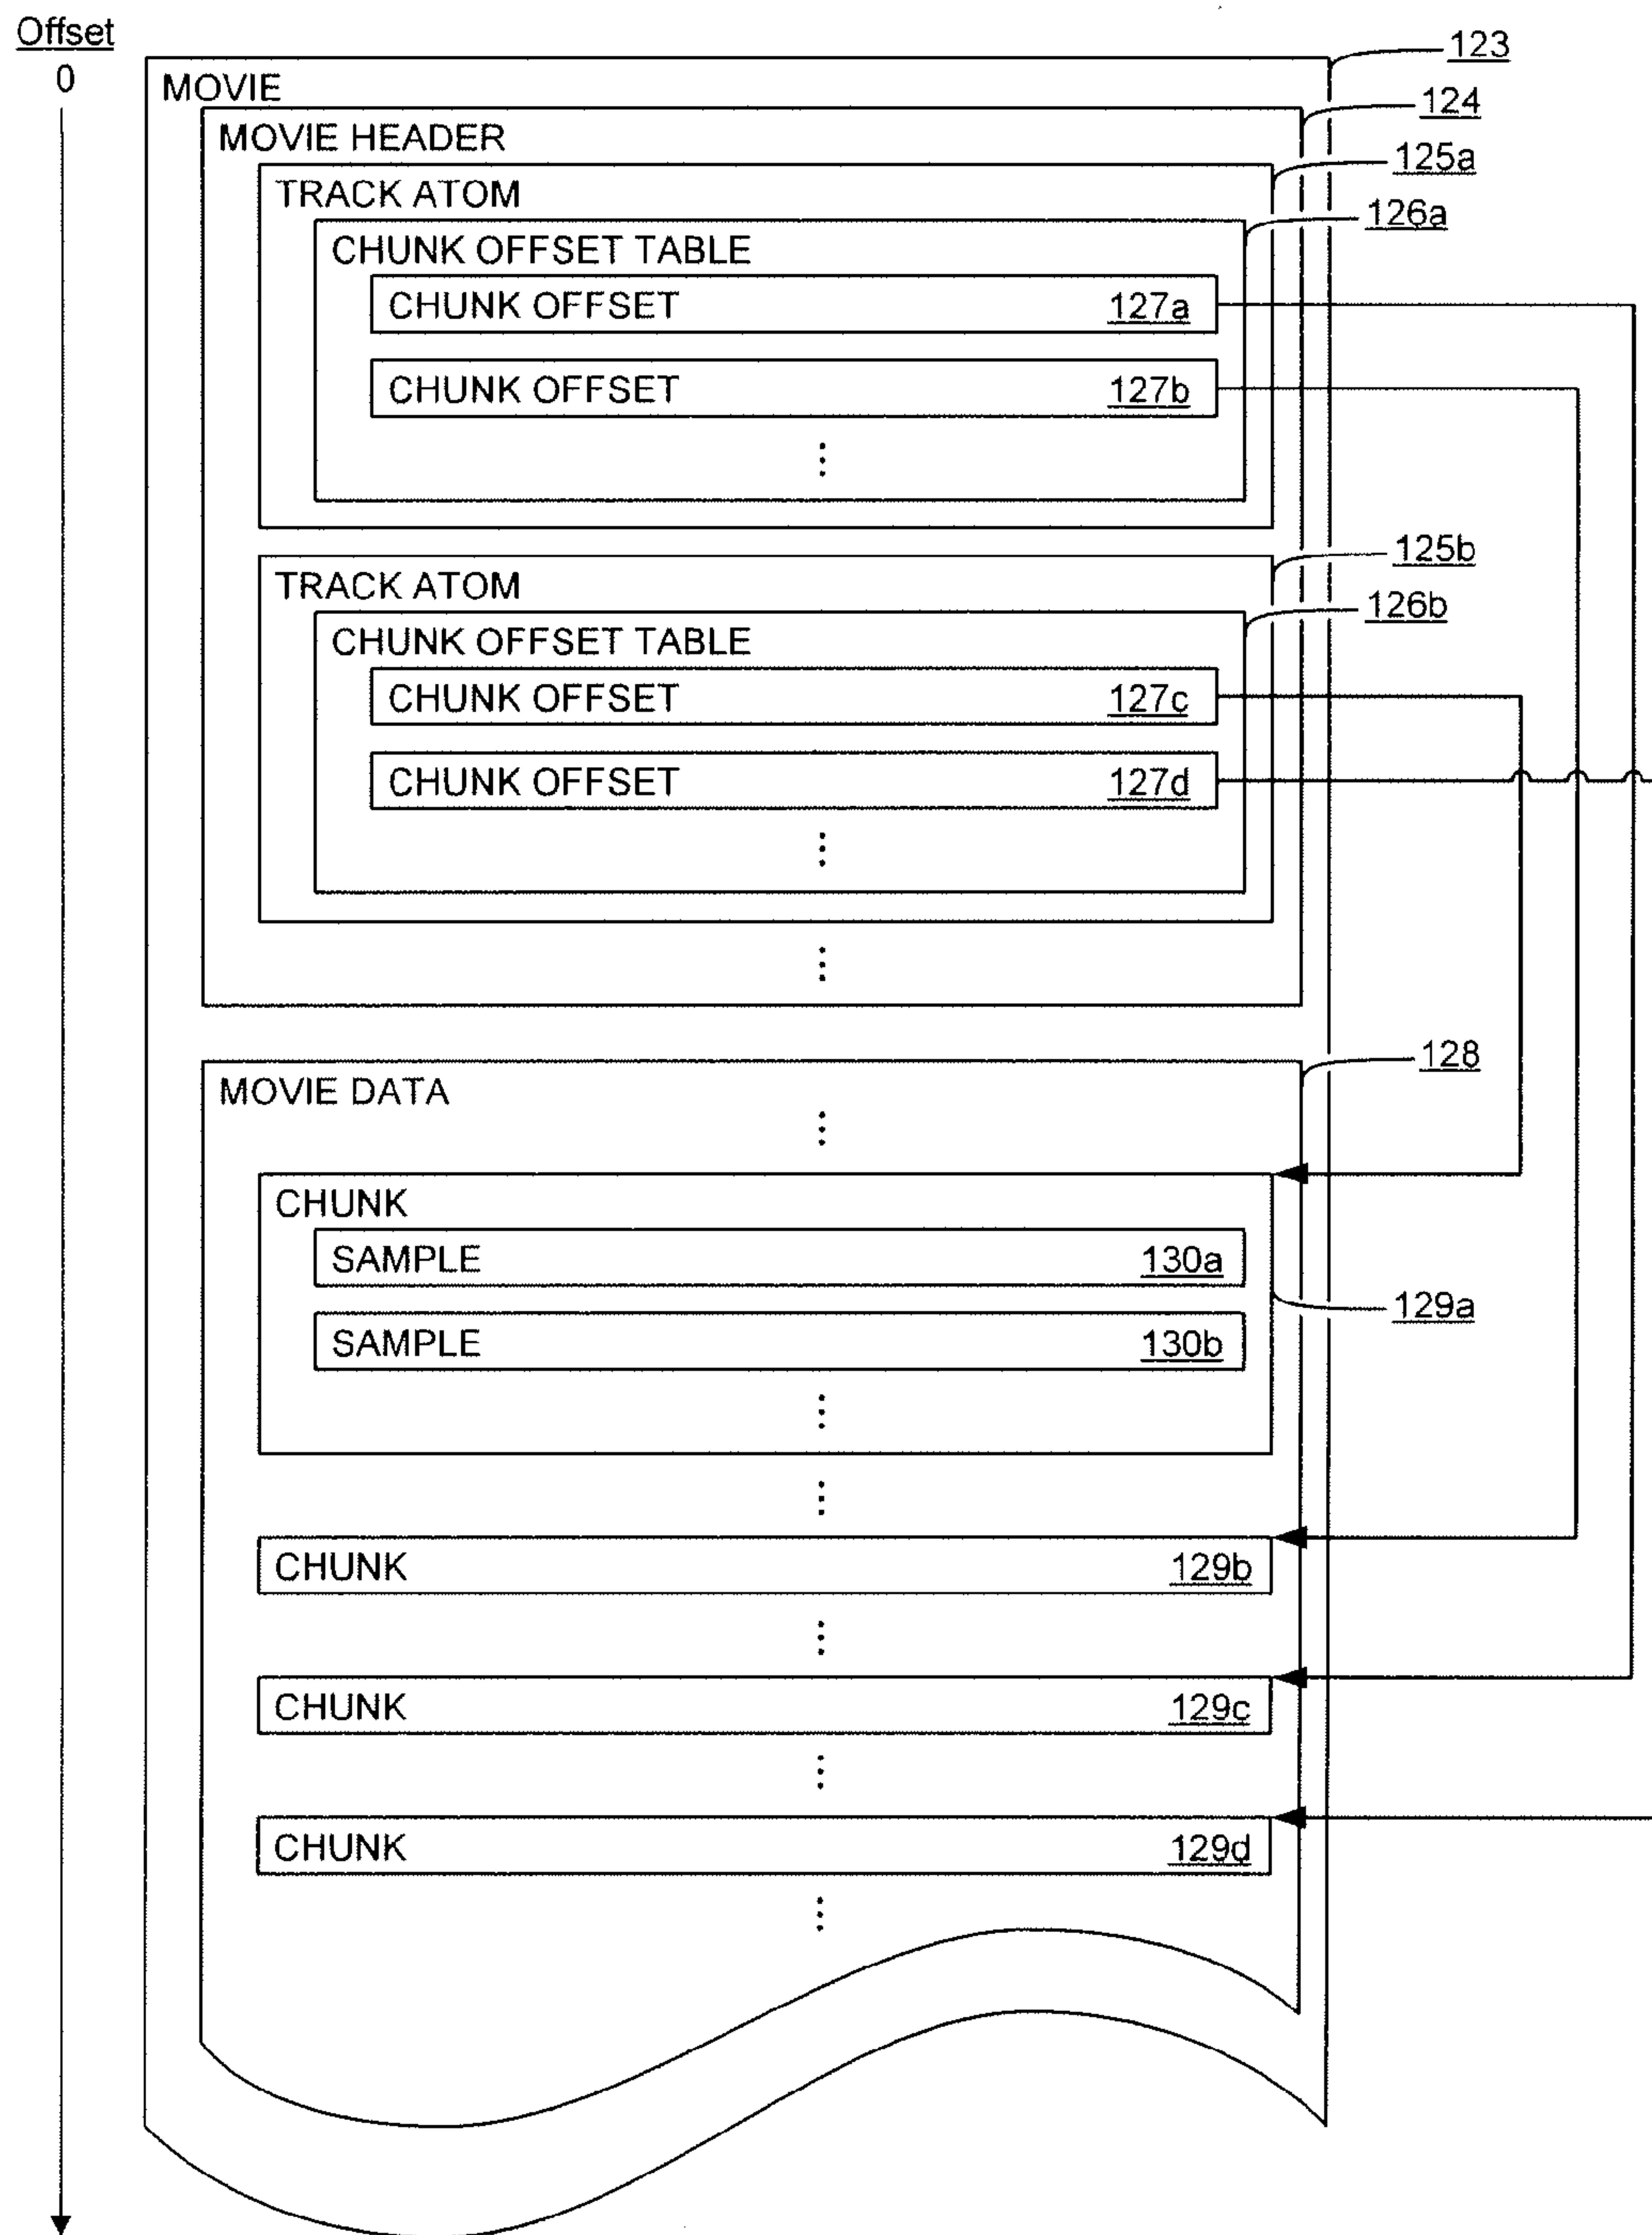 Offset
0
123
MOVIE
124
MOVIE HEADER
125a
TRACK ATOM
126a
CHUNK OFFSET TABLE
CHUNK OFFSET 127a
CHUNK OFFSET 127b
125b
TRACK ATOM
126b
CHUNK OFFSET TABLE
CHUNK OFFSET 127c
CHUNK OFFSET 127d
128
MOVIE DATA
CHUNK
SAMPLE 130a
129a
SAMPLE 130b
CHUNK 129b
CHUNK 129c
CHUNK 129d